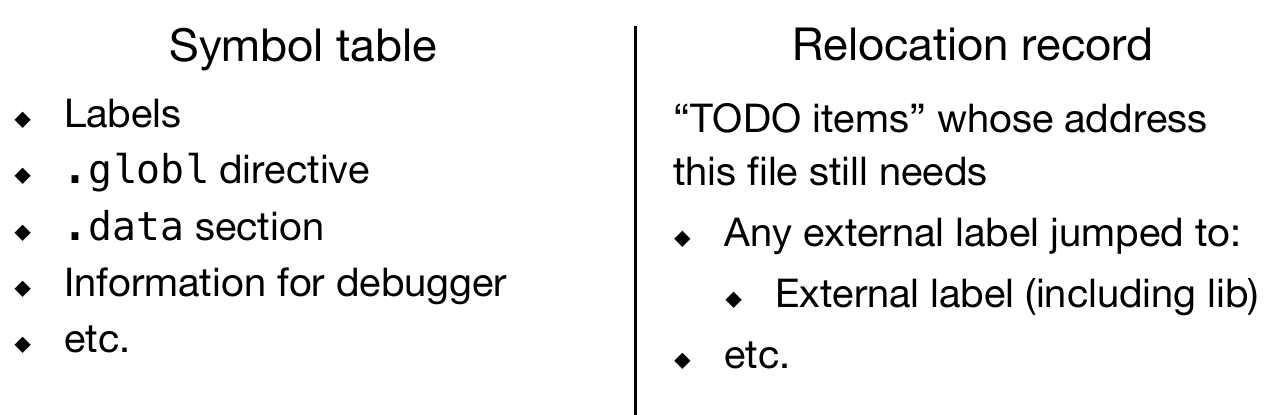 Symbol table
◆ Labels
◆ .globl directive
◆ .data section
◆ Information for debugger
◆ etc.
Relocation record
“TODO items” whose address
this file still needs
◆ Any external label jumped to:
◆ External label (including lib)
◆ etc.